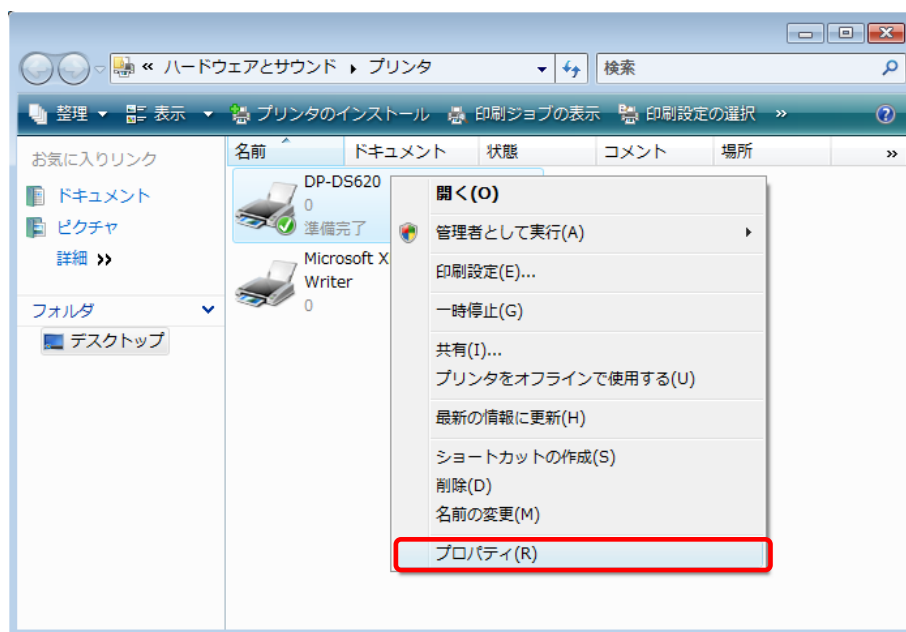 « ハードウェアとサウンド ▸ プリンタ
検索
整理 表示 プリンタのインストール 印刷ジョブの表示 印刷設定の選択 »
お気に入りリンク
ドキュメント
ピクチャ
詳細 »
フォルダ
デスクトップ
名前 ドキュメント 状態 コメント 場所 »
DP-DS620
0
準備完了
Microsoft X
Writer
0
開く(O)
管理者として実行(A)
印刷設定(E)...
一時停止(G)
共有(I)...
プリンタをオフラインで使用する(U)
最新の情報に更新(H)
ショートカットの作成(S)
削除(D)
名前の変更(M)
プロパティ(R)